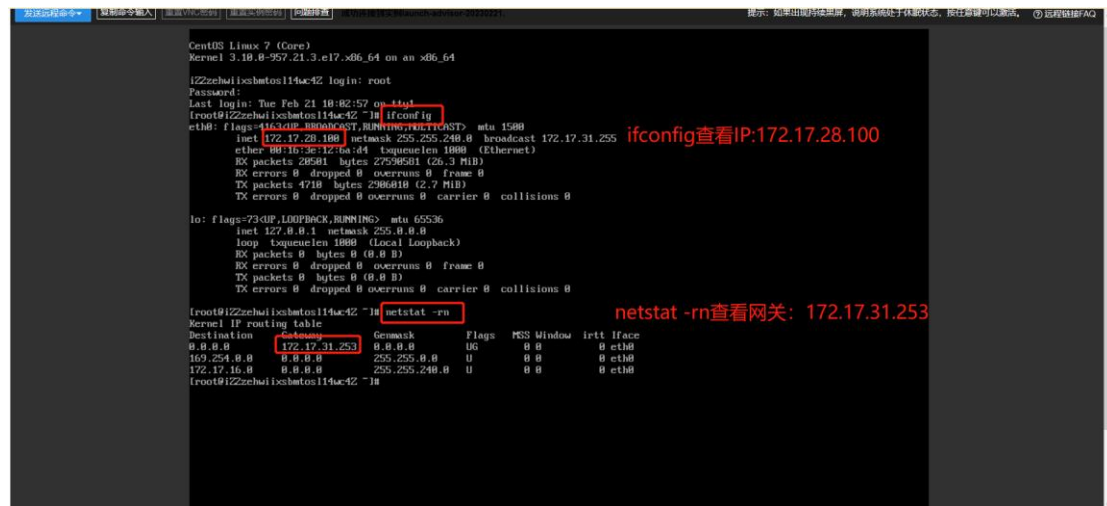 发送远程命令 复制命令输入 重置VNC密码 重置实例密码 问题排查 提示：如果出现持续黑屏，说明系统处于休眠状态，按任意键可以激活。 远程链接FAQ
CentOS Linux 7 (Core)
Kernel 3.10.0-957.21.3.el7.x86_64 on an x86_64
iZ2zehwiixsbmtosl14wc4Z login: root
Password:
Last login: Tue Feb 21 10:02:57 on tty1
[root@iZ2zehwiixsbmtosl14wc4Z ~]# ifconfig
eth0: flags=4163<UP,BROADCAST,RUNNING,MULTICAST> mtu 1500
inet 172.17.28.100 netmask 255.255.240.0 broadcast 172.17.31.255 ifconfig查看IP:172.17.28.100
ether 00:16:3e:12:6a:d4 txqueuelen 1000 (Ethernet)
RX packets 20501 bytes 27590581 (26.3 MiB)
RX errors 0 dropped 0 overruns 0 frame 0
TX packets 4710 bytes 2906010 (2.7 MiB)
TX errors 0 dropped 0 overruns 0 carrier 0 collisions 0
lo: flags=73<UP,LOOPBACK,RUNNING> mtu 65536
inet 127.0.0.1 netmask 255.0.0.0
loop txqueuelen 1000 (Local Loopback)
RX packets 0 bytes 0 (0.0 B)
RX errors 0 dropped 0 overruns 0 frame 0
TX packets 0 bytes 0 (0.0 B)
TX errors 0 dropped 0 overruns 0 carrier 0 collisions 0
[root@iZ2zehwiixsbmtosl14wc4Z ~]# netstat -rn netstat -rn查看网关：172.17.31.253
Kernel IP routing table
Destination Gateway Genmask Flags MSS Window irtt Iface
0.0.0.0 172.17.31.253 0.0.0.0 UG 0 0 0 eth0
169.254.0.0 0.0.0.0 255.255.0.0 U 0 0 0 eth0
172.17.16.0 0.0.0.0 255.255.240.0 U 0 0 0 eth0
[root@iZ2zehwiixsbmtosl14wc4Z ~]#